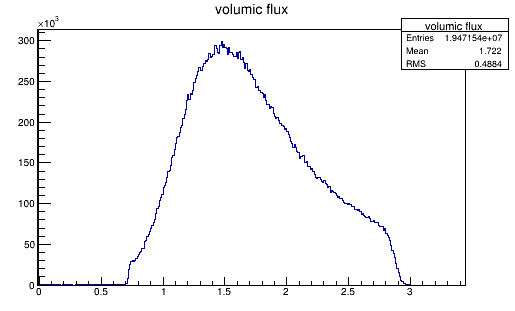 volumic flux
×10³
volumic flux
Entries 1.947154e+07
Mean 1.722
RMS 0.4884
300
250
200
150
100
50
0
0 0.5 1 1.5 2 2.5 3